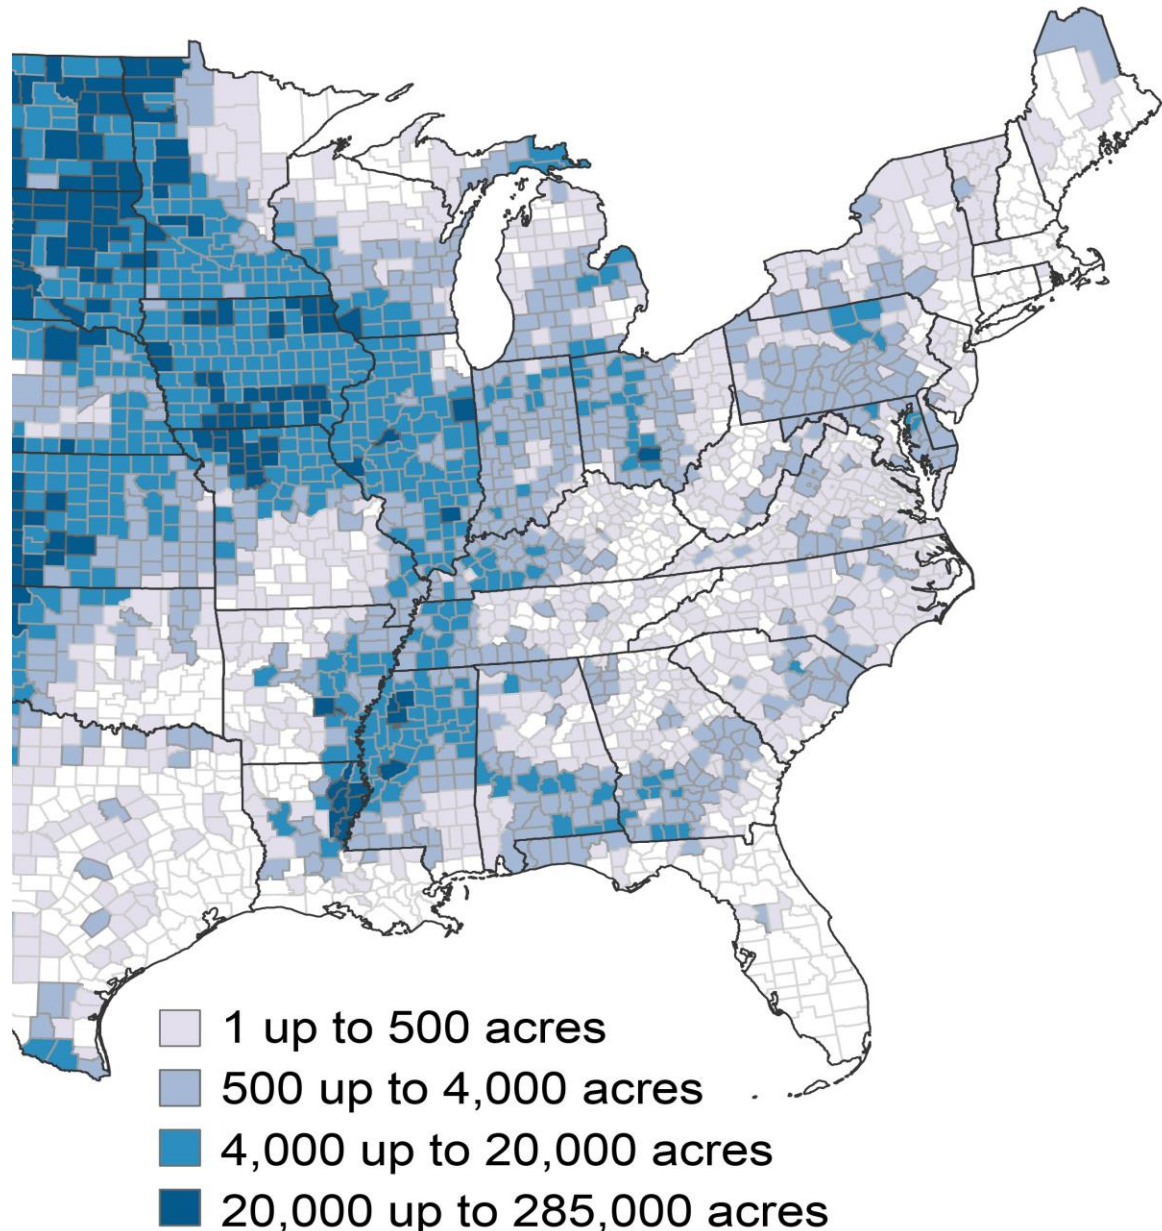 1 up to 500 acres
500 up to 4,000 acres
4,000 up to 20,000 acres
20,000 up to 285,000 acres